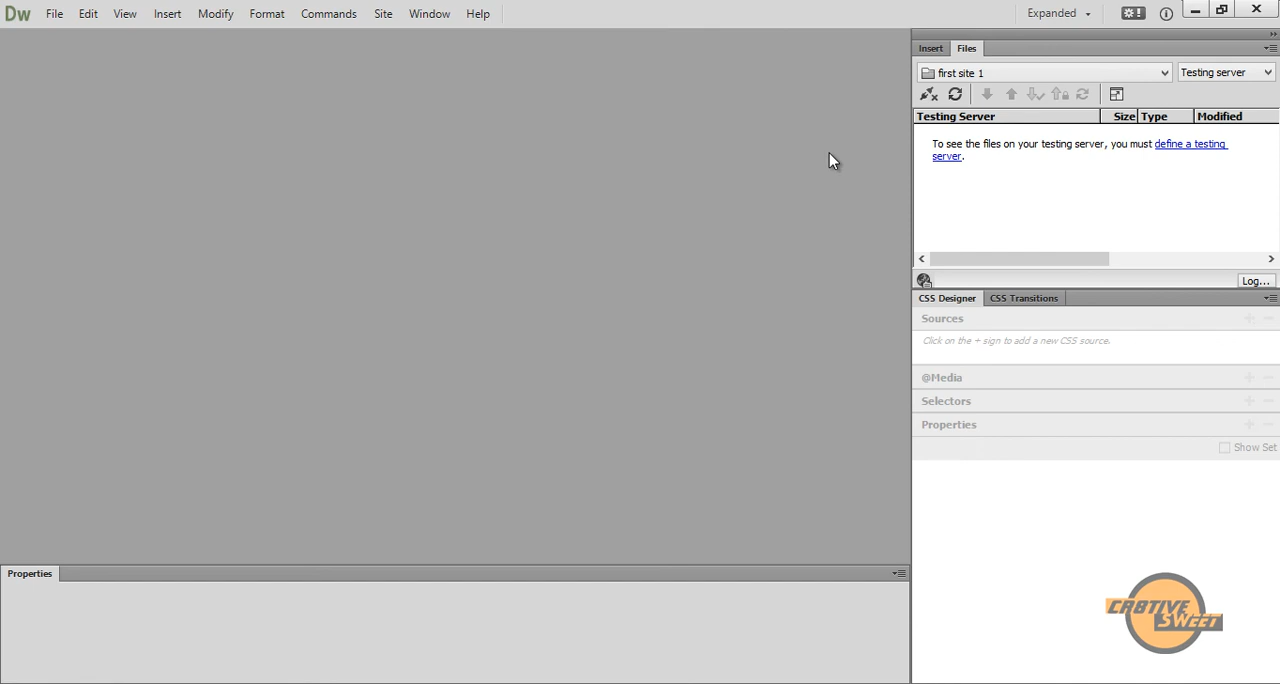 Dw File Edit View Insert Modify Format Commands Site Window Help Expanded
Insert Files
first site 1 Testing server
Testing Server Size Type Modified
To see the files on your testing server, you must define a testing
server.
Log...
CSS Designer CSS Transitions
Sources
Click on the + sign to add a new CSS source.
@Media
Selectors
Properties
Show Set
Properties
CR8TIVE
SWEET